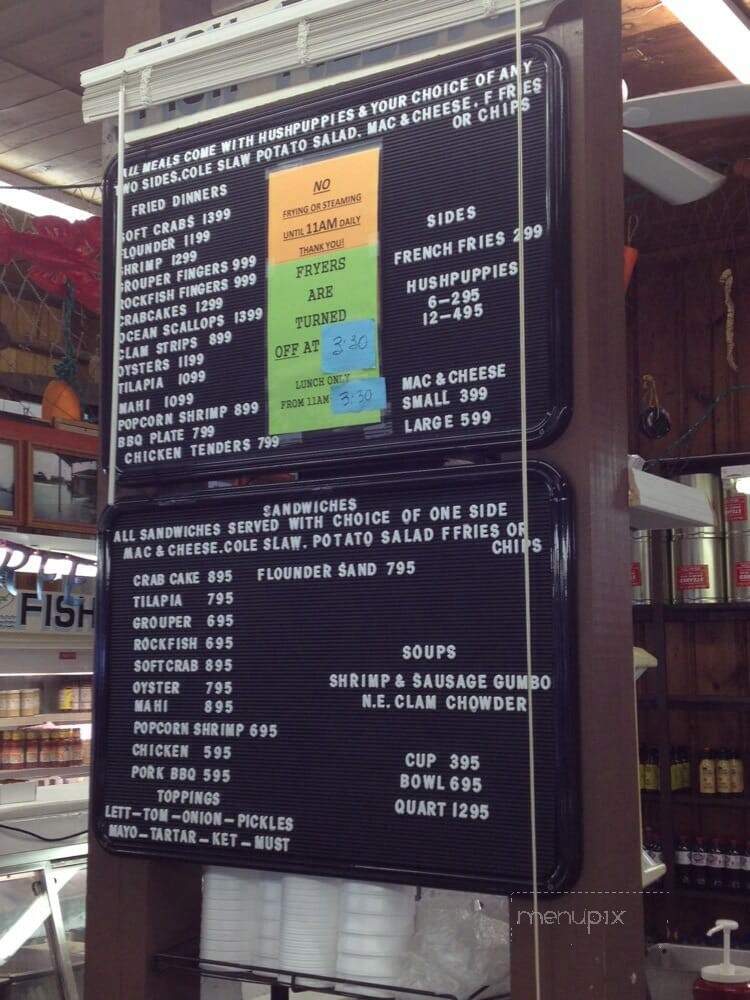 FISH
ALL MEALS COME WITH HUSHPUPPIES & YOUR CHOICE OF ANY
TWO SIDES.COLE SLAW POTATO SALAD. MAC & CHEESE. F FRIES
OR CHIPS
FRIED DINNERS
SOFT CRABS 1399
FLOUNDER 1199
SHRIMP 1299
GROUPER FINGERS 999
ROCKFISH FINGERS 999
CRABCAKES 1299
OCEAN SCALLOPS 1399
CLAM STRIPS 899
OYSTERS 1199
TILAPIA 1099
MAHI 1099
POPCORN SHRIMP 899
BBQ PLATE 799
CHICKEN TENDERS 799
NO
FRYING OR STEAMING
UNTIL 11AM DAILY
THANK YOU!
FRYERS
ARE
TURNED
OFF AT 3:30
LUNCH ONLY
FROM 11AM 3:30
SIDES
FRENCH FRIES 299
HUSHPUPPIES
6-295
12-495
MAC & CHEESE
SMALL 399
LARGE 599
SANDWICHES
ALL SANDWICHES SERVED WITH CHOICE OF ONE SIDE
MAC & CHEESE.COLE SLAW. POTATO SALAD F FRIES OR
CHIPS
CRAB CAKE 895 FLOUNDER SAND 795
TILAPIA 795
GROUPER 695
ROCKFISH 695
SOFTCRAB 895
OYSTER 795
MAHI 895
POPCORN SHRIMP 695
CHICKEN 595
PORK BBQ 595
TOPPINGS
LETT-TOM-ONION-PICKLES
MAYO-TARTAR-KET-MUST
SOUPS
SHRIMP & SAUSAGE GUMBO
N.E. CLAM CHOWDER
CUP 395
BOWL 695
QUART 1295
FISH
menupix